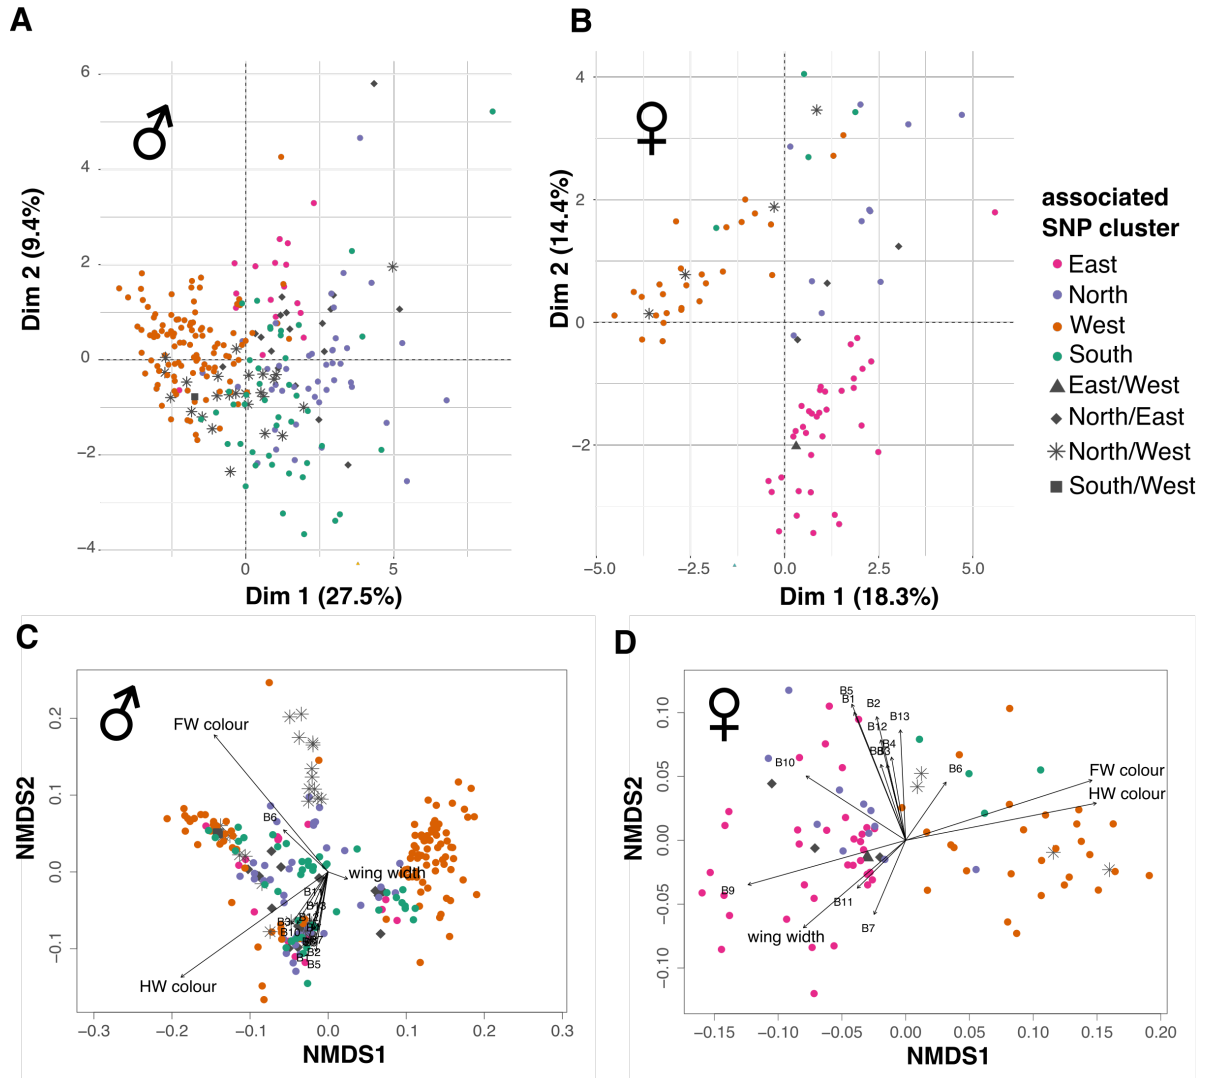 A
B
6
4
2
0
−2
−4
0
5
Dim 2 (9.4%)
Dim 1 (27.5%)
4
2
0
−2
−5.0
−2.5
0.0
2.5
5.0
Dim 2 (14.4%)
Dim 1 (18.3%)
associated
SNP cluster
East
North
West
South
East/West
North/East
North/West
South/West
C
FW colour
B6
wing width
B13
B3
B10
B2
B5
HW colour
0.2
0.1
0.0
−0.1
−0.3
−0.2
−0.1
0.0
0.1
0.2
0.3
NMDS2
NMDS1
D
B5
B1
B2
B13
B12
B4
B10
B6
FW colour
HW colour
B9
B11
B7
wing width
0.10
0.05
0.00
−0.05
−0.10
−0.15
−0.10
−0.05
0.00
0.05
0.10
0.15
0.20
NMDS2
NMDS1